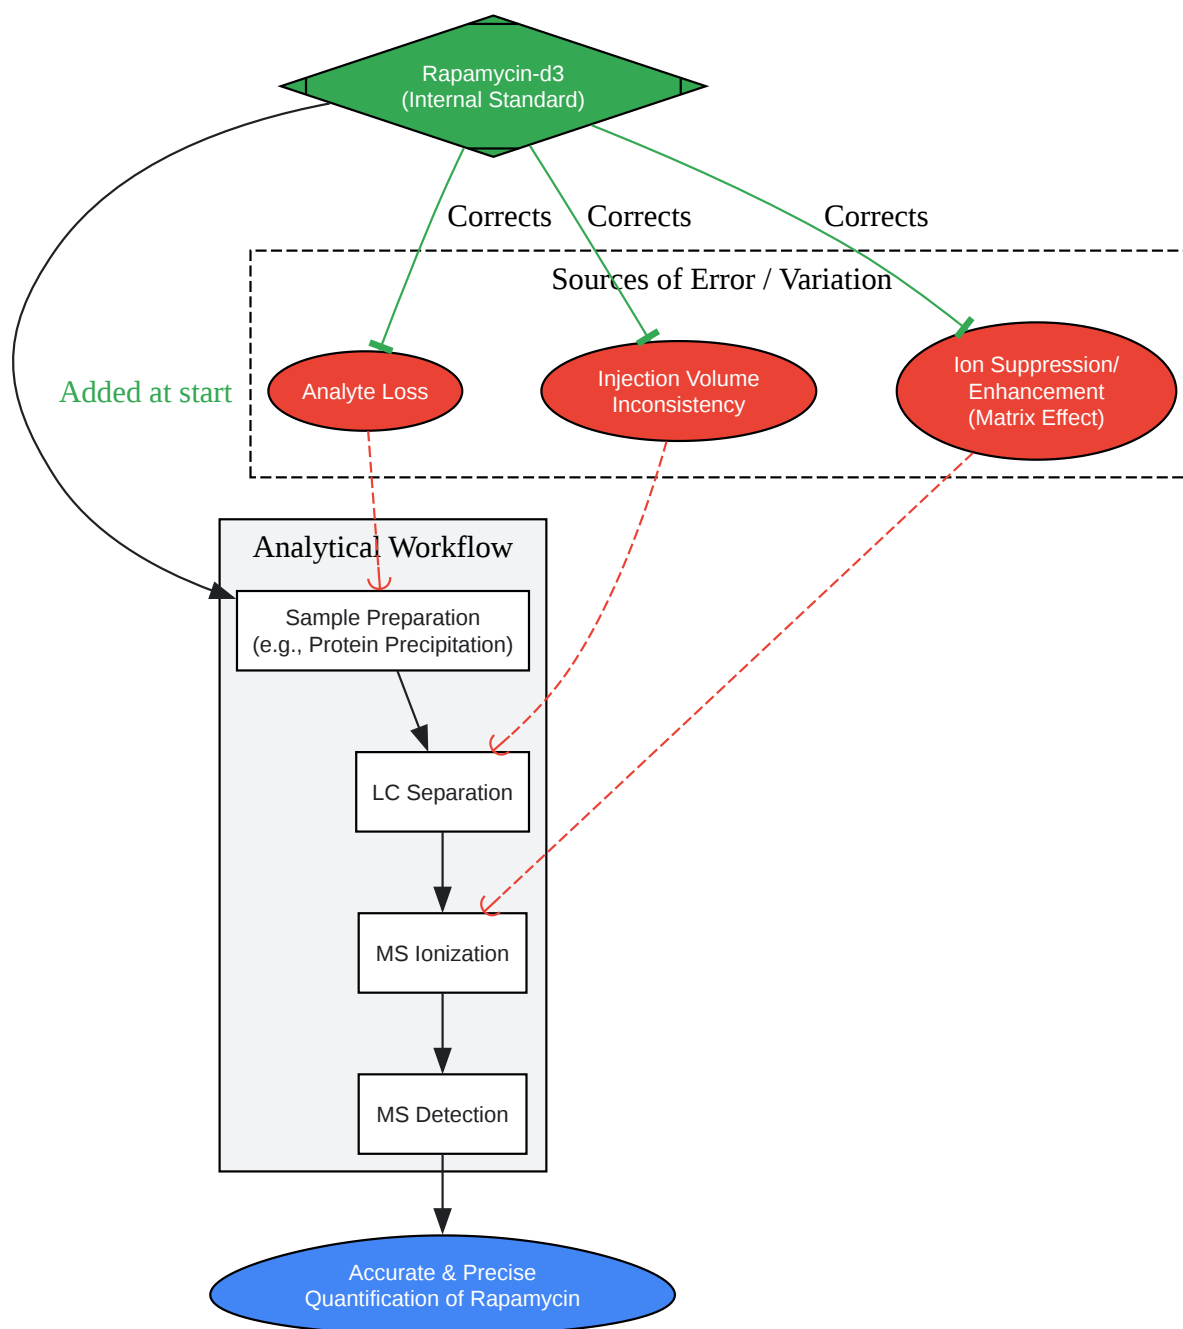 Rapamycin-d3
(Internal Standard)
Corrects
Corrects
Corrects
Sources of Error / Variation
Added at start
Analyte Loss
Injection Volume
Inconsistency
Ion Suppression/
Enhancement
(Matrix Effect)
Analytical Workflow
Sample Preparation
(e.g., Protein Precipitation)
LC Separation
MS Ionization
MS Detection
Accurate & Precise
Quantification of Rapamycin